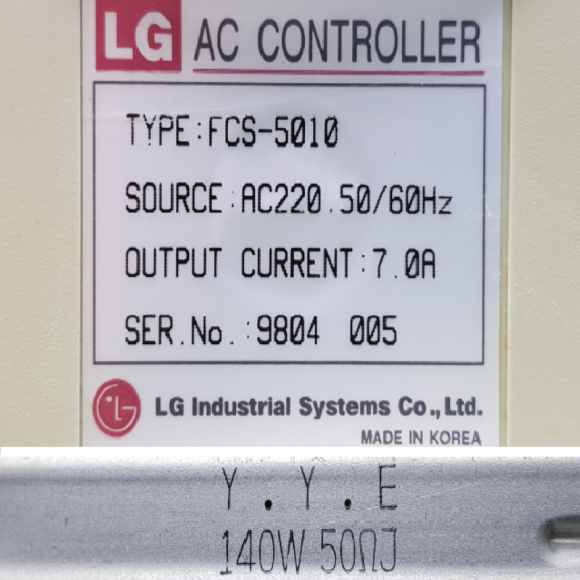 LG AC CONTROLLER
TYPE:FCS-5010
SOURCE:AC220.50/60Hz
OUTPUT CURRENT:7.0A
SER.No.:9804 005
LG LG Industrial Systems Co.,Ltd.
MADE IN KOREA
Y.Y.E
140W 50ΩJ